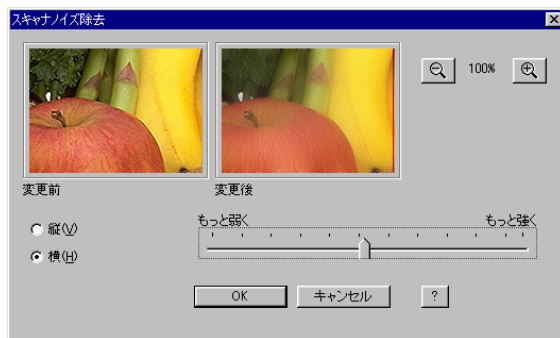 スキャナノイズ除去
100%
変更前
変更後
縦(V)
横(H)
もっと弱く
もっと強く
OK
キャンセル
?